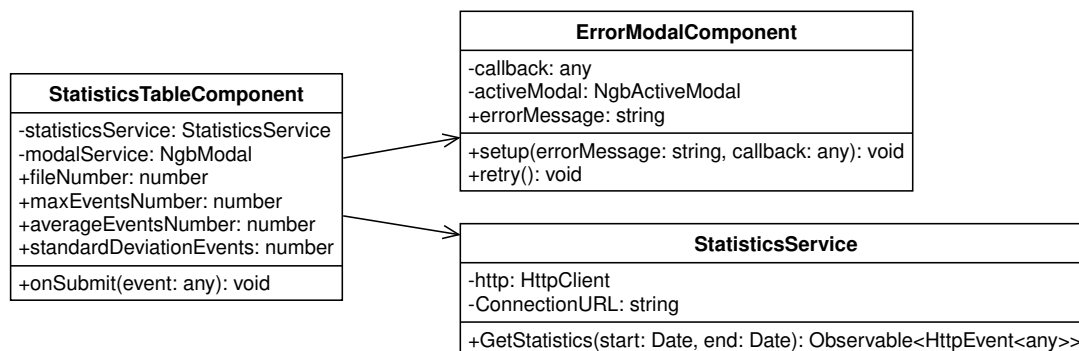 StatisticsTableComponent
-statisticsService: StatisticsService
-modalService: NgbModal
+fileNumber: number
+maxEventsNumber: number
+averageEventsNumber: number
+standardDeviationEvents: number
+onSubmit(event: any): void
ErrorModalComponent
-callback: any
-activeModal: NgbActiveModal
+errorMessage: string
+setup(errorMessage: string, callback: any): void
+retry(): void
StatisticsService
-http: HttpClient
-ConnectionURL: string
+GetStatistics(start: Date, end: Date): Observable<HttpEvent<any>>